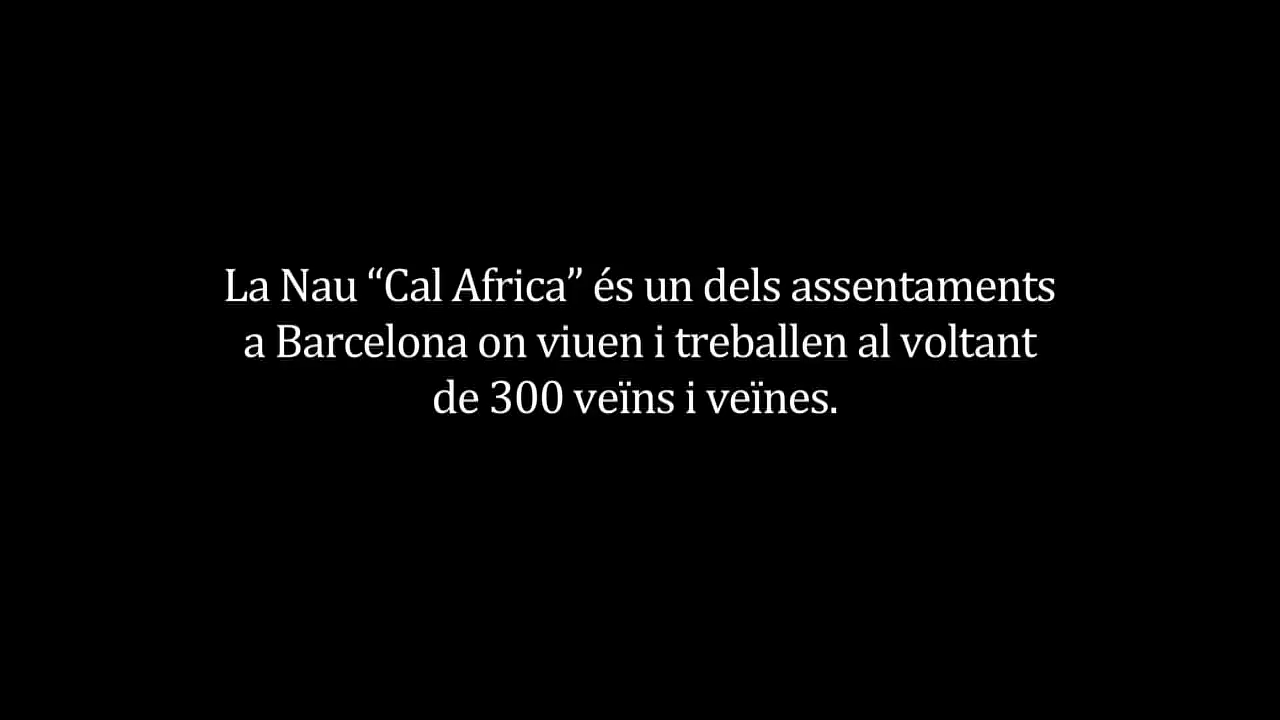 La Nau “Cal Africa” és un dels assentaments
a Barcelona on viuen i treballen al voltant
de 300 veïns i veïnes.